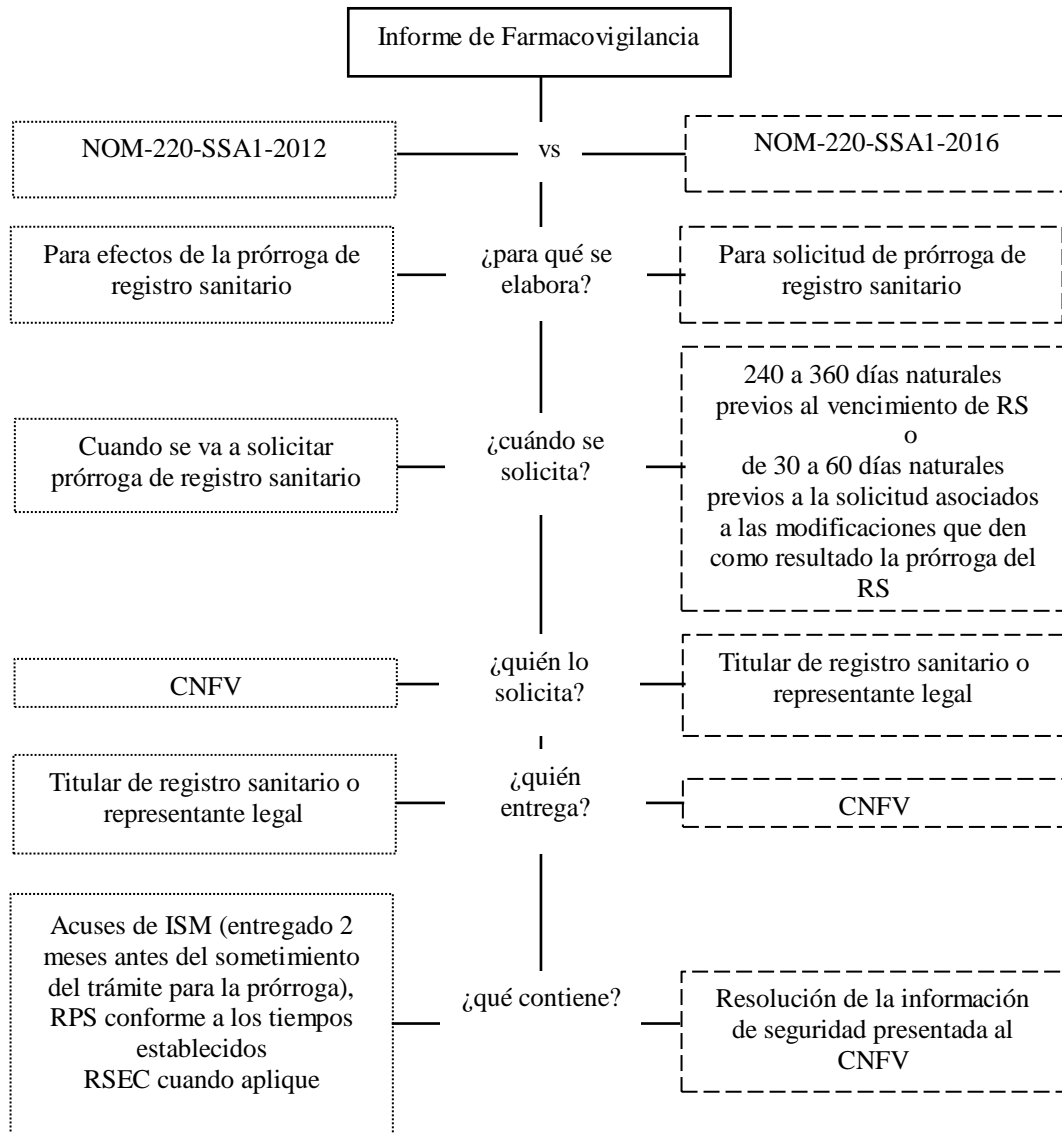 Informe de Farmacovigilancia
NOM-220-SSA1-2012
vs
NOM-220-SSA1-2016
Para efectos de la prórroga de
registro sanitario
¿para qué se
elabora?
Para solicitud de prórroga de
registro sanitario
Cuando se va a solicitar
prórroga de registro sanitario
¿cuándo se
solicita?
240 a 360 días naturales
previos al vencimiento de RS
o
de 30 a 60 días naturales
previos a la solicitud asociados
a las modificaciones que den
como resultado la prórroga del
RS
CNFV
¿quién lo
solicita?
Titular de registro sanitario o
representante legal
Titular de registro sanitario o
representante legal
¿quién
entrega?
CNFV
Acuses de ISM (entregado 2
meses antes del sometimiento
del trámite para la prórroga),
RPS conforme a los tiempos
establecidos
RSEC cuando aplique
¿qué contiene?
Resolución de la información
de seguridad presentada al
CNFV